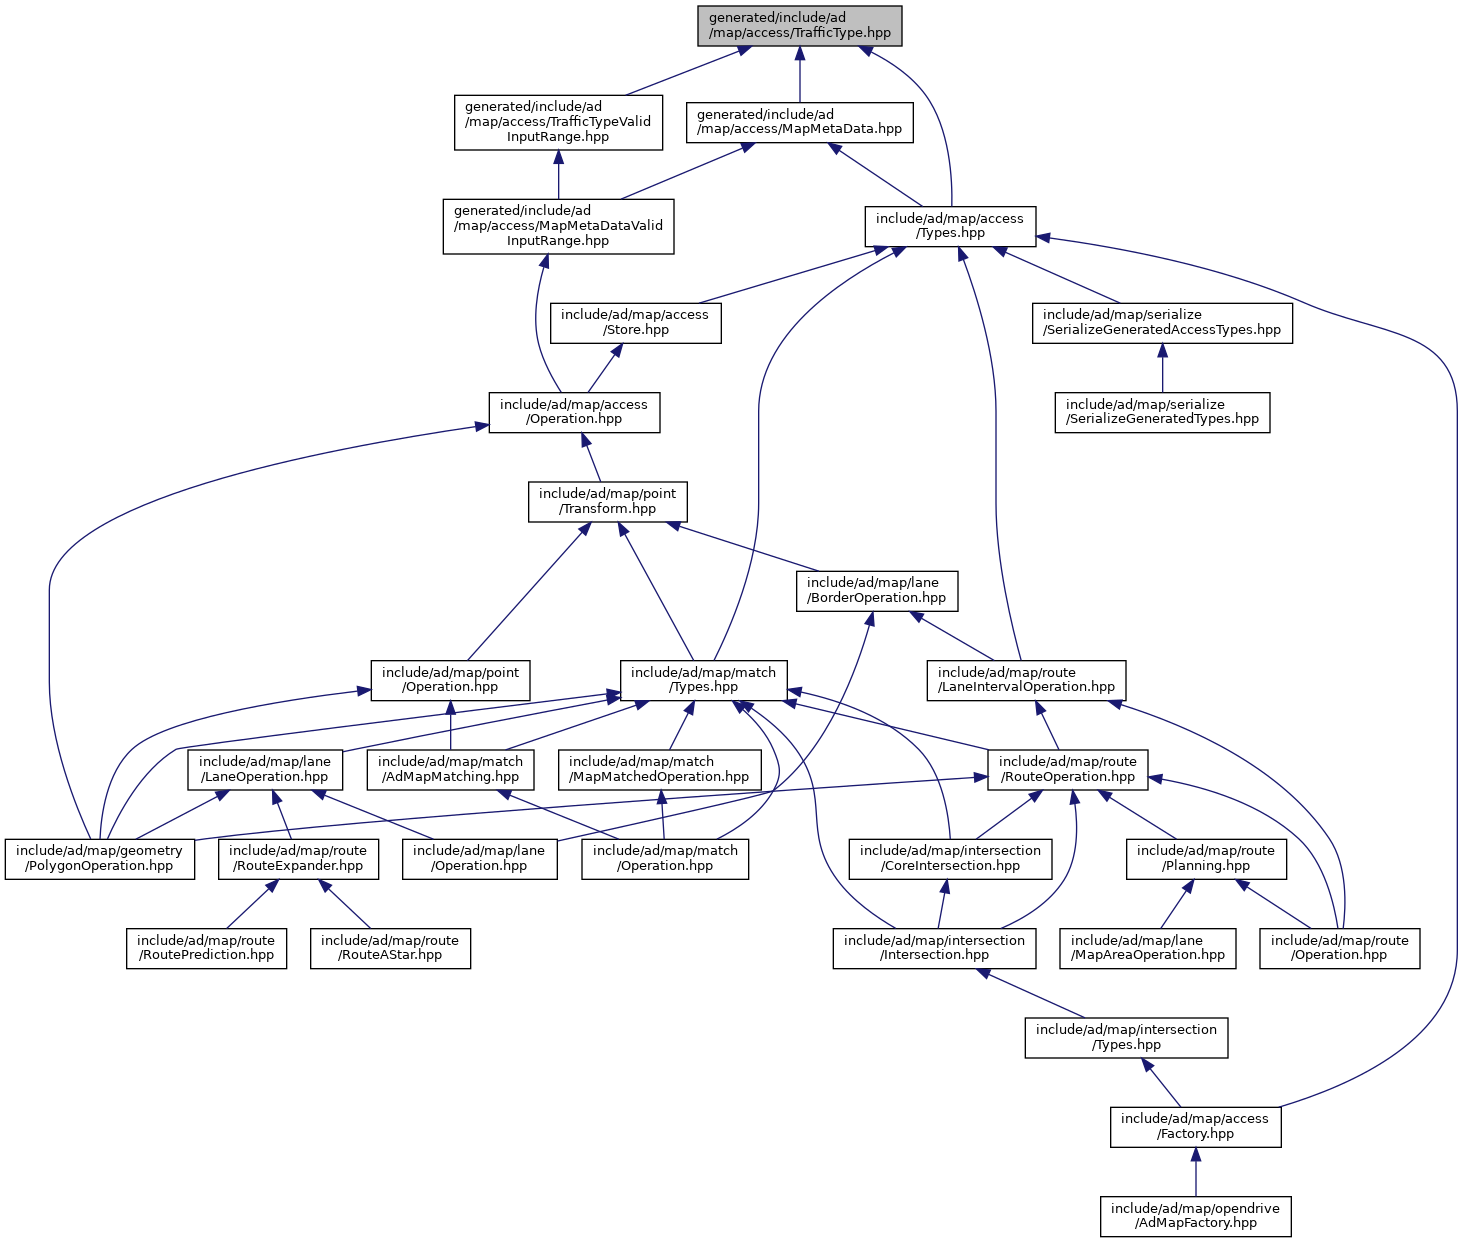 generated/include/ad
/map/access/TrafficType.hpp
generated/include/ad
/map/access/TrafficTypeValid
InputRange.hpp
generated/include/ad
/map/access/MapMetaData.hpp
generated/include/ad
/map/access/MapMetaDataValid
InputRange.hpp
include/ad/map/access
/Types.hpp
include/ad/map/access
/Store.hpp
include/ad/map/serialize
/SerializeGeneratedAccessTypes.hpp
include/ad/map/access
/Operation.hpp
include/ad/map/serialize
/SerializeGeneratedTypes.hpp
include/ad/map/point
/Transform.hpp
include/ad/map/lane
/BorderOperation.hpp
include/ad/map/point
/Operation.hpp
include/ad/map/match
/Types.hpp
include/ad/map/route
/LaneIntervalOperation.hpp
include/ad/map/lane
/LaneOperation.hpp
include/ad/map/match
/AdMapMatching.hpp
include/ad/map/match
/MapMatchedOperation.hpp
include/ad/map/route
/RouteOperation.hpp
include/ad/map/geometry
/PolygonOperation.hpp
include/ad/map/route
/RouteExpander.hpp
include/ad/map/lane
/Operation.hpp
include/ad/map/match
/Operation.hpp
include/ad/map/intersection
/CoreIntersection.hpp
include/ad/map/route
/Planning.hpp
include/ad/map/route
/RoutePrediction.hpp
include/ad/map/route
/RouteAStar.hpp
include/ad/map/intersection
/Intersection.hpp
include/ad/map/lane
/MapAreaOperation.hpp
include/ad/map/route
/Operation.hpp
include/ad/map/intersection
/Types.hpp
include/ad/map/access
/Factory.hpp
include/ad/map/opendrive
/AdMapFactory.hpp